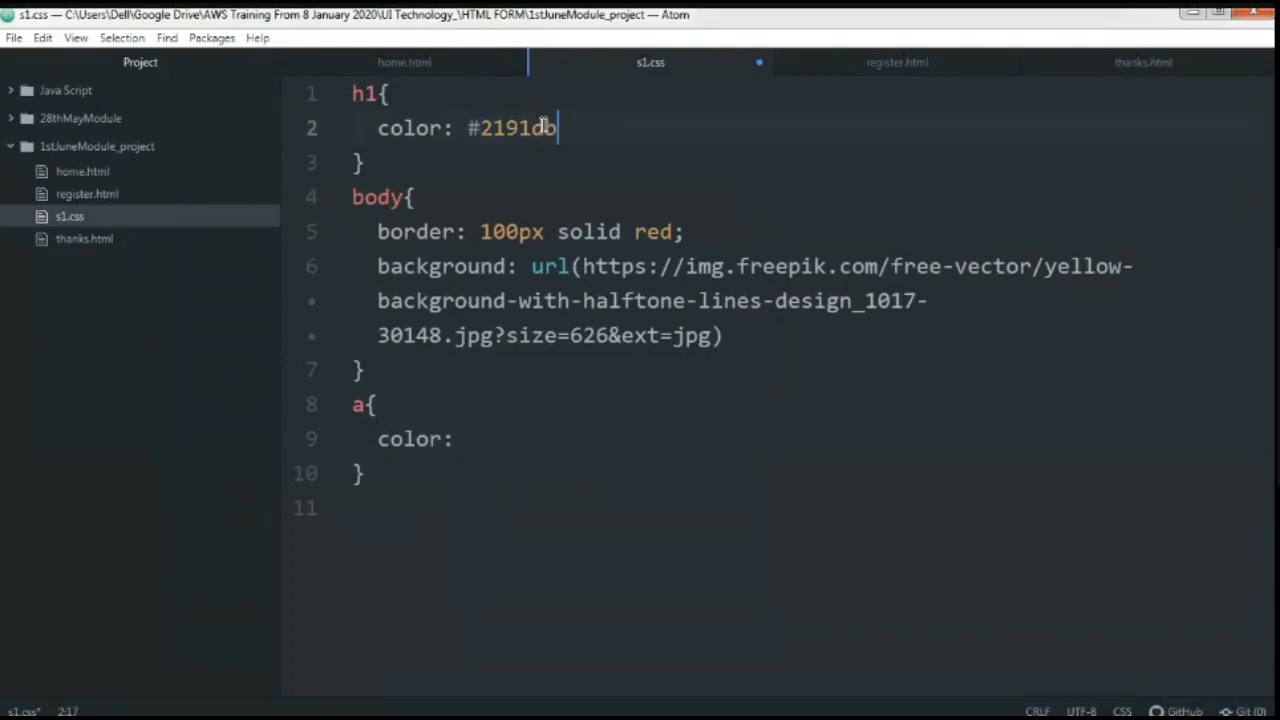 s1.css — C:\Users\Dell\Google Drive\AWS Training From 8 January 2020\UI Technology_\HTML FORM\1stJuneModule_project — Atom
File Edit View Selection Find Packages Help
Project
home.html
s1.css
register.html
thanks.html
Java Script
28thMayModule
1stJuneModule_project
home.html
register.html
s1.css
thanks.html
1 h1{
2 color: #2191db
3 }
4 body{
5 border: 100px solid red;
6 background: url(https://img.freepik.com/free-vector/yellow-
• background-with-halftone-lines-design_1017-
• 30148.jpg?size=626&ext=jpg)
7 }
8 a{
9 color:
10 }
11
s1.css* 2:17 CRLF UTF-8 CSS GitHub Git (0)